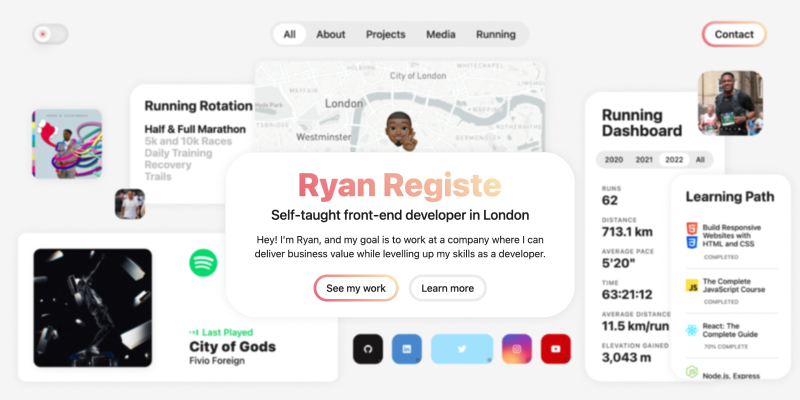 All
About
Projects
Media
Running
Contact
City of London
London
Westminster
Running Rotation
Half & Full Marathon
5k and 10k Races
Daily Training
Recovery
Trails
Ryan Registe
Self-taught front-end developer in London
Hey! I'm Ryan, and my goal is to work at a company where I can
deliver business value while levelling up my skills as a developer.
See my work
Learn more
Last Played
City of Gods
Fivio Foreign
Running
Dashboard
2020
2021
2022
All
RUNS
62
DISTANCE
713.1 km
AVERAGE PACE
5'20"
TIME
63:21:12
AVERAGE DISTANCE
11.5 km/run
ELEVATION GAINED
3,043 m
Learning Path
Build Responsive
Websites with
HTML and CSS
COMPLETED
JS
The Complete
JavaScript Course
COMPLETED
React: The
Complete Guide
70% COMPLETE
Node.js, Express